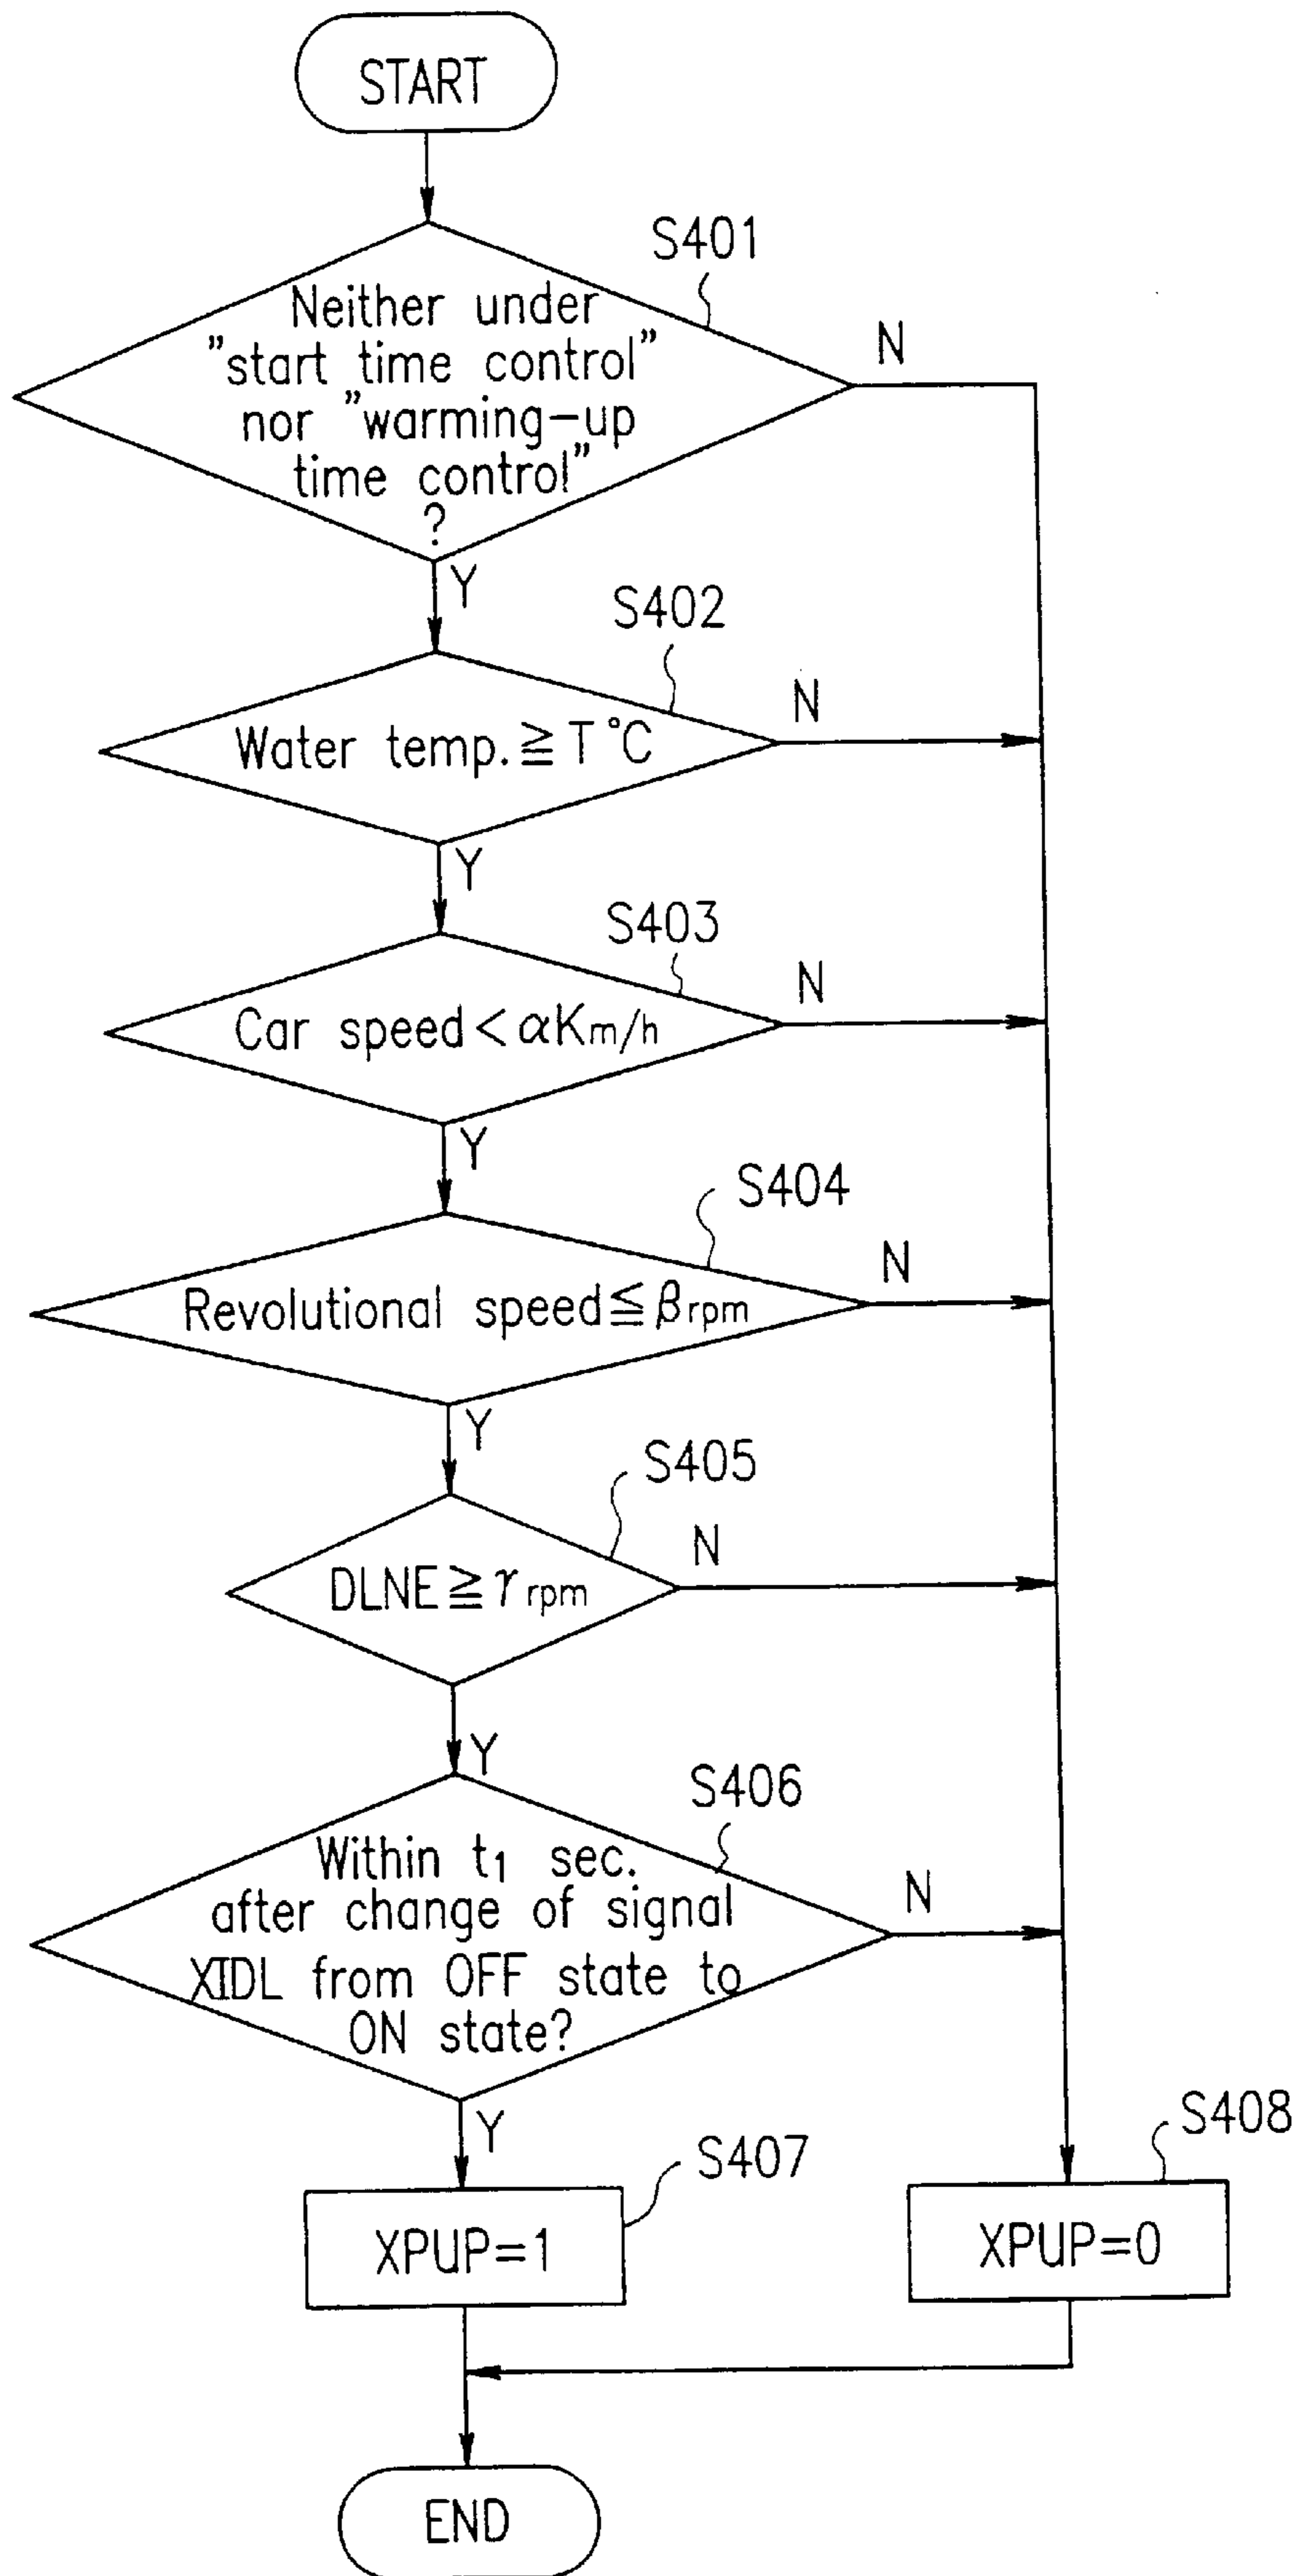 START
S401
Neither under
"start time control"
nor "warming-up
time control"
?
N
Y
S402
Water temp.≧T°C
N
Y
S403
Car speed<αKm/h
N
Y
S404
Revolutional speed≦βrpm
N
Y
S405
DLNE≧γrpm
N
Y
S406
Within t1 sec.
after change of signal
XIDL from OFF state to
ON state?
N
Y
S407
XPUP=1
S408
XPUP=0
END